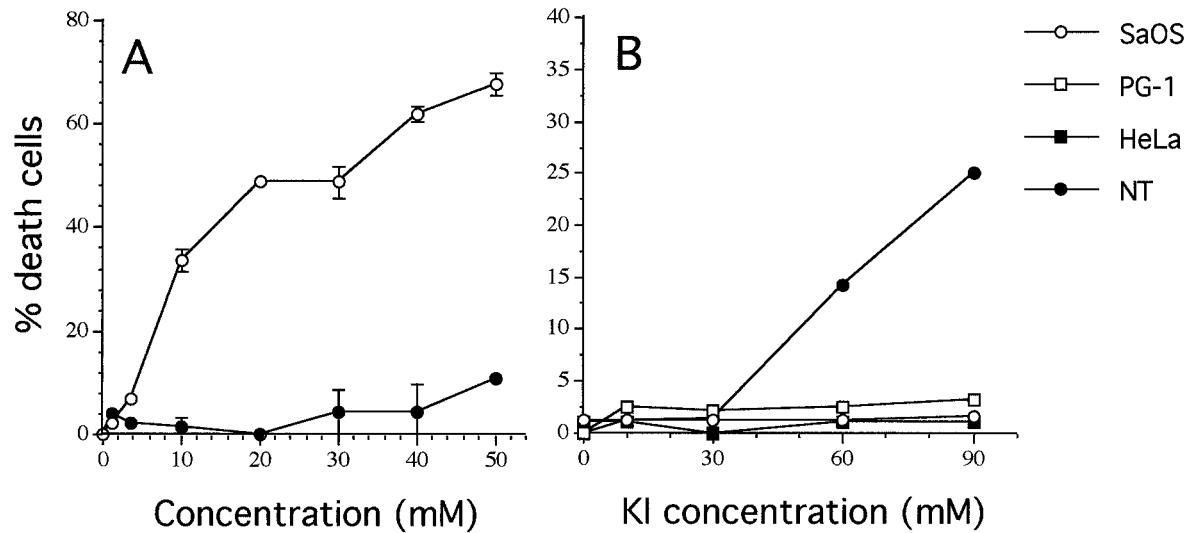 A
% death cells
80
60
40
20
0
0 10 20 30 40 50
Concentration (mM)
B
40
35
30
25
20
15
10
5
0
0 30 60 90
KI concentration (mM)
SaOS
PG-1
HeLa
NT